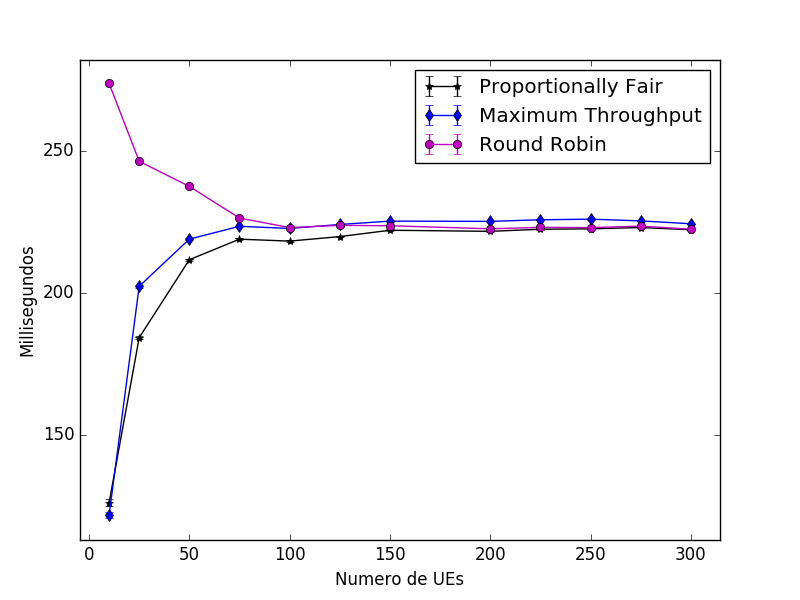 Proportionally Fair
Maximum Throughput
Round Robin
250
200
150
Millisegundos
0 50 100 150 200 250 300
Numero de UEs